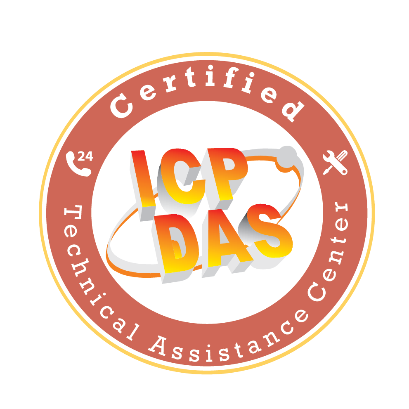 Certified
24
ICP
DAS
Technical Assistance Center